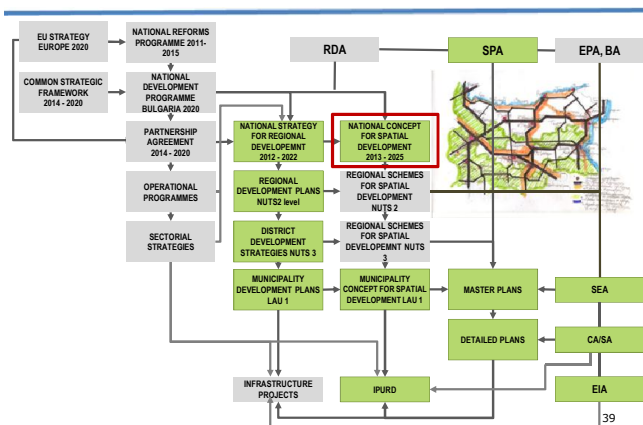 EU STRATEGY
EUROPE 2020
NATIONAL REFORMS
PROGRAMME 2011-
2015
RDA
SPA
EPA, BA
COMMON STRATEGIC
FRAMEWORK
2014 - 2020
NATIONAL
DEVELOPMENT
PROGRAMME
BULGARIA 2020
PARTNERSHIP
AGREEMENT
2014 - 2020
NATIONAL STRATEGY
FOR REGIONAL
DEVELOPEMNT
2012 - 2022
NATIONAL CONCEPT
FOR SPATIAL
DEVELOPMENT
2013 - 2025
OPERATIONAL
PROGRAMMES
REGIONAL
DEVELOPMENT PLANS
NUTS2 level
REGIONAL SCHEMES
FOR SPATIAL
DEVELOPMENT
NUTS 2
SECTORIAL
STRATEGIES
DISTRICT
DEVELOPMENT
STRATEGIES NUTS 3
REGIONAL SCHEMES
FOR SPATIAL
DEVELOPEMNT NUTS
3
MUNICIPALITY
DEVELOPMENT PLANS
LAU 1
MUNICIPALITY
CONCEPT FOR SPATIAL
DEVELOPMENT LAU 1
MASTER PLANS
SEA
DETAILED PLANS
CA/SA
INFRASTRUCTURE
PROJECTS
IPURD
EIA
39